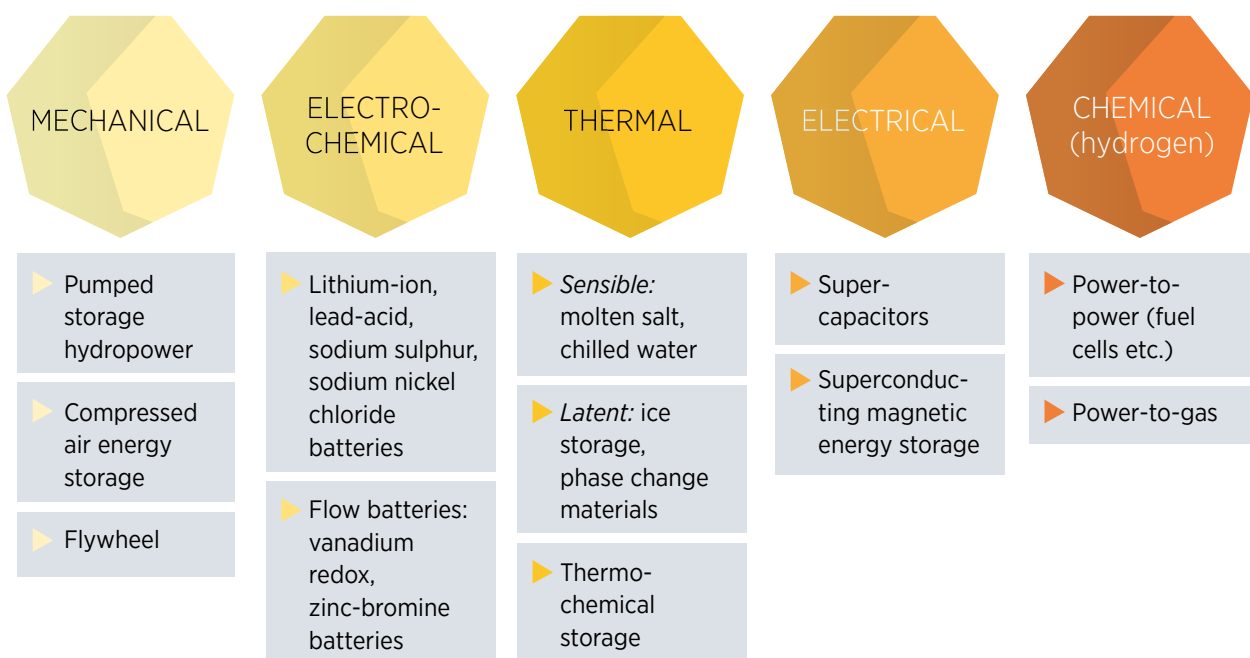 MECHANICAL
Pumped
storage
hydropower
Compressed
air energy
storage
Flywheel
ELECTRO-
CHEMICAL
Lithium-ion,
lead-acid,
sodium sulphur,
sodium nickel
chloride
batteries
Flow batteries:
vanadium
redox,
zinc-bromine
batteries
THERMAL
Sensible:
molten salt,
chilled water
Latent: ice
storage,
phase change
materials
Thermo-
chemical
storage
ELECTRICAL
Super-
capacitors
Superconduc-
ting magnetic
energy storage
CHEMICAL
(hydrogen)
Power-to-
power (fuel
cells etc.)
Power-to-gas